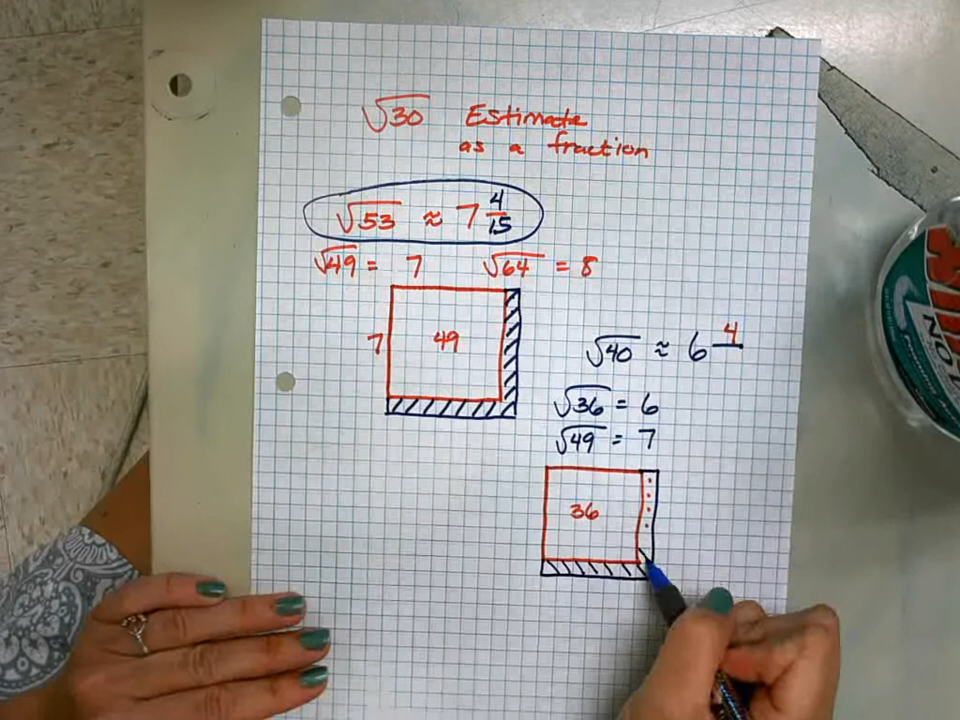 √30 Estimate
as a fraction
√53 ≈ 7 4/15
√49 = 7 √64 = 8
7 49
√40 ≈ 6 4/
√36 = 6
√49 = 7
36